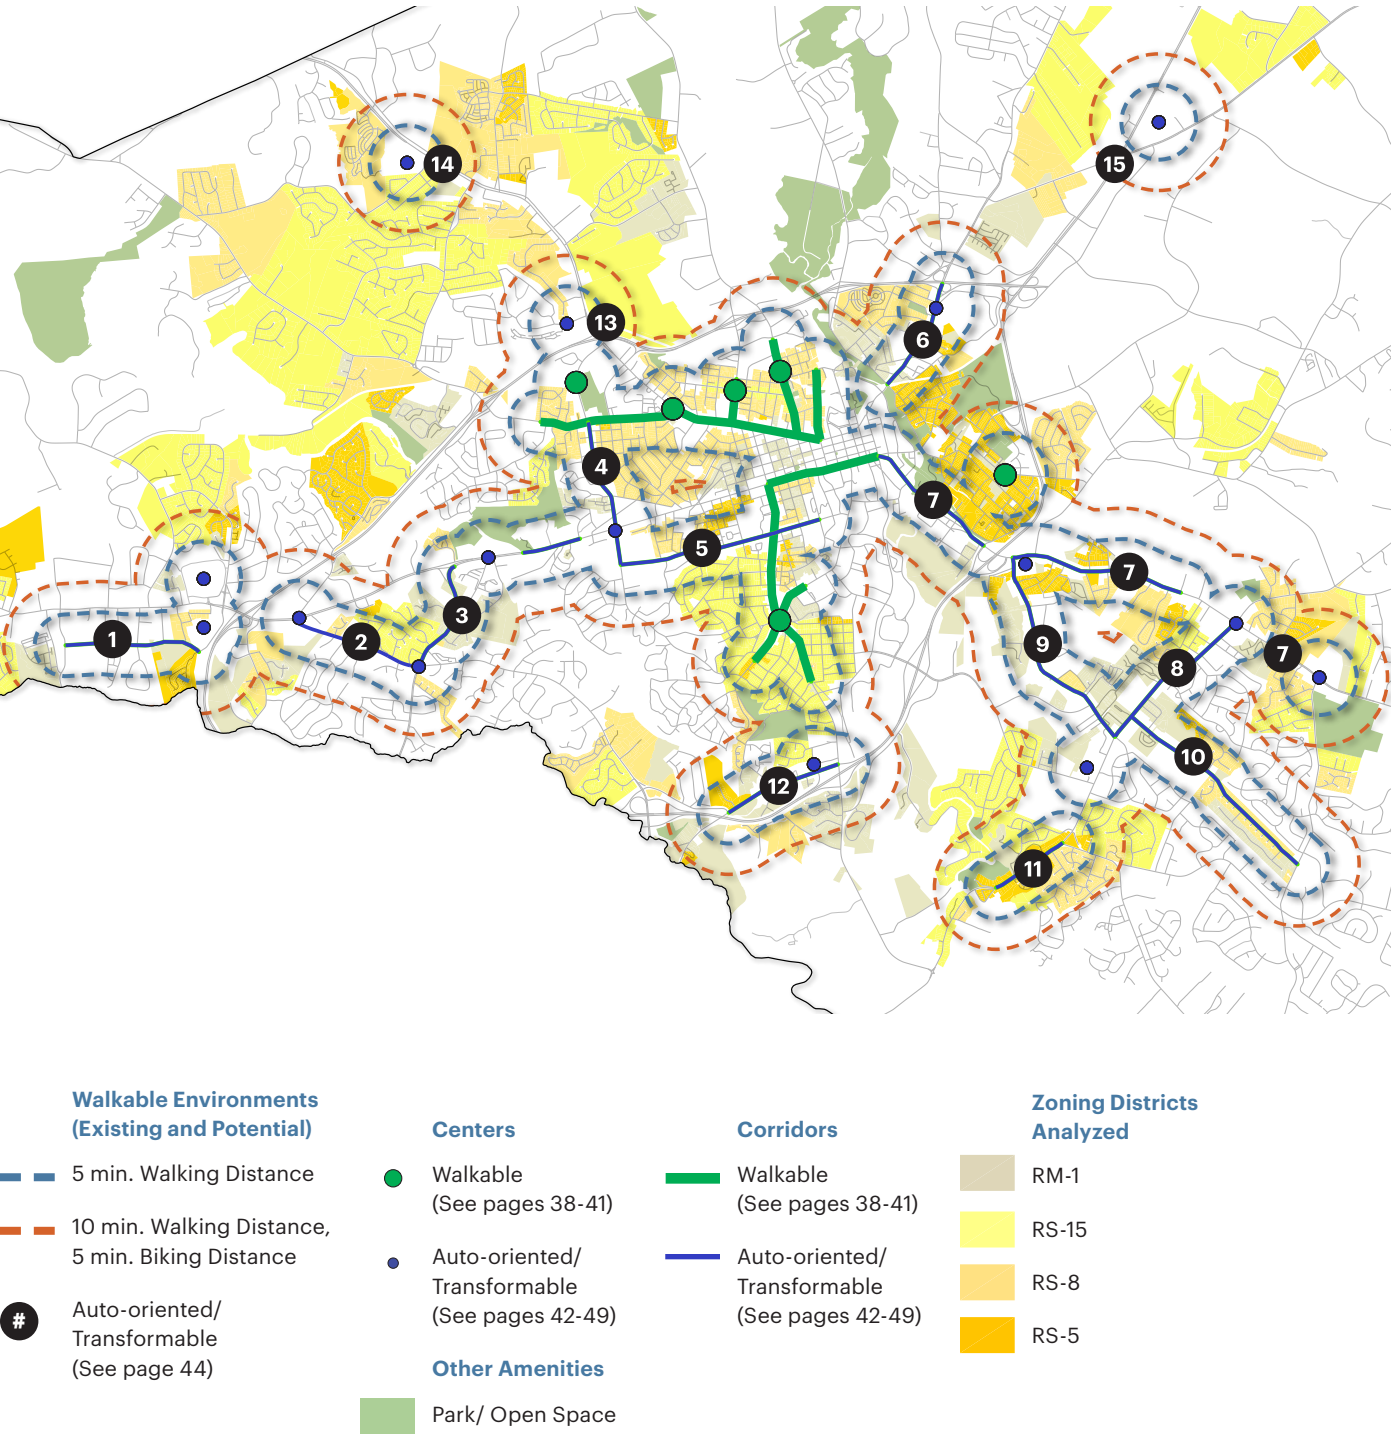 14
15
13
6
4
7
5
7
1
2
3
9
7
8
10
12
11
Walkable Environments
(Existing and Potential)
5 min. Walking Distance
10 min. Walking Distance,
5 min. Biking Distance
#
Auto-oriented/
Transformable
(See page 44)
Centers
Walkable
(See pages 38-41)
Auto-oriented/
Transformable
(See pages 42-49)
Other Amenities
Park/ Open Space
Corridors
Walkable
(See pages 38-41)
Auto-oriented/
Transformable
(See pages 42-49)
Zoning Districts
Analyzed
RM-1
RS-15
RS-8
RS-5